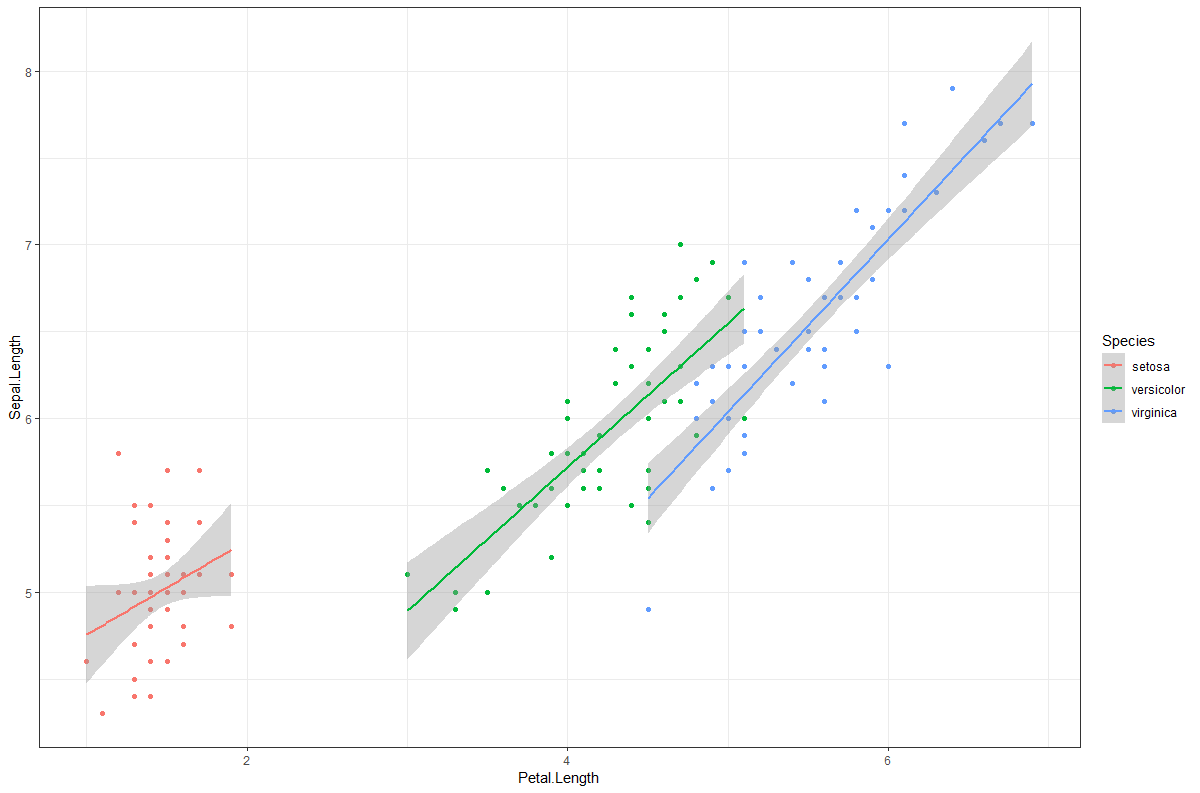 8
7
6
5
Sepal.Length
2
4
6
Petal.Length
Species
setosa
versicolor
virginica